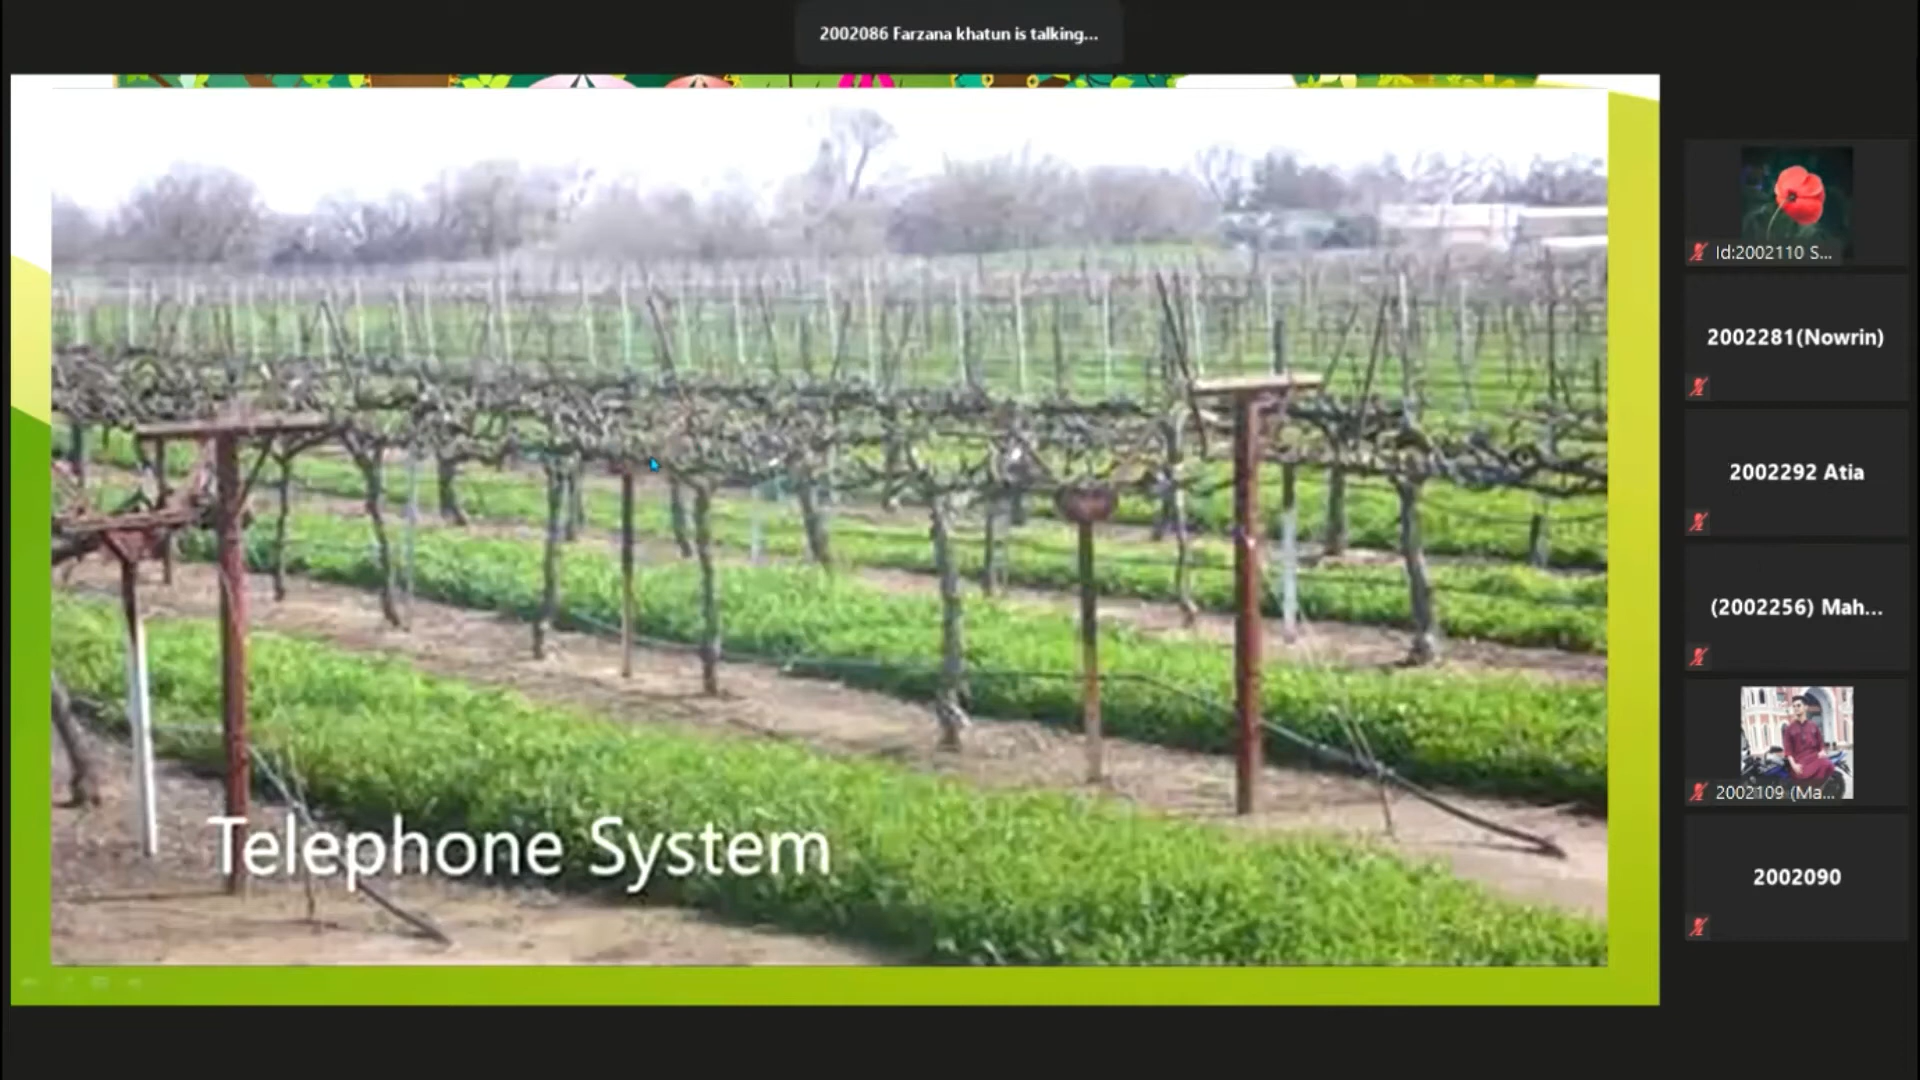 2002086 Farzana khatun is talking...
Id:2002110 S...
2002281(Nowrin)
2002292 Atia
(2002256) Mah...
2002109 (Ma...
2002090
Telephone System